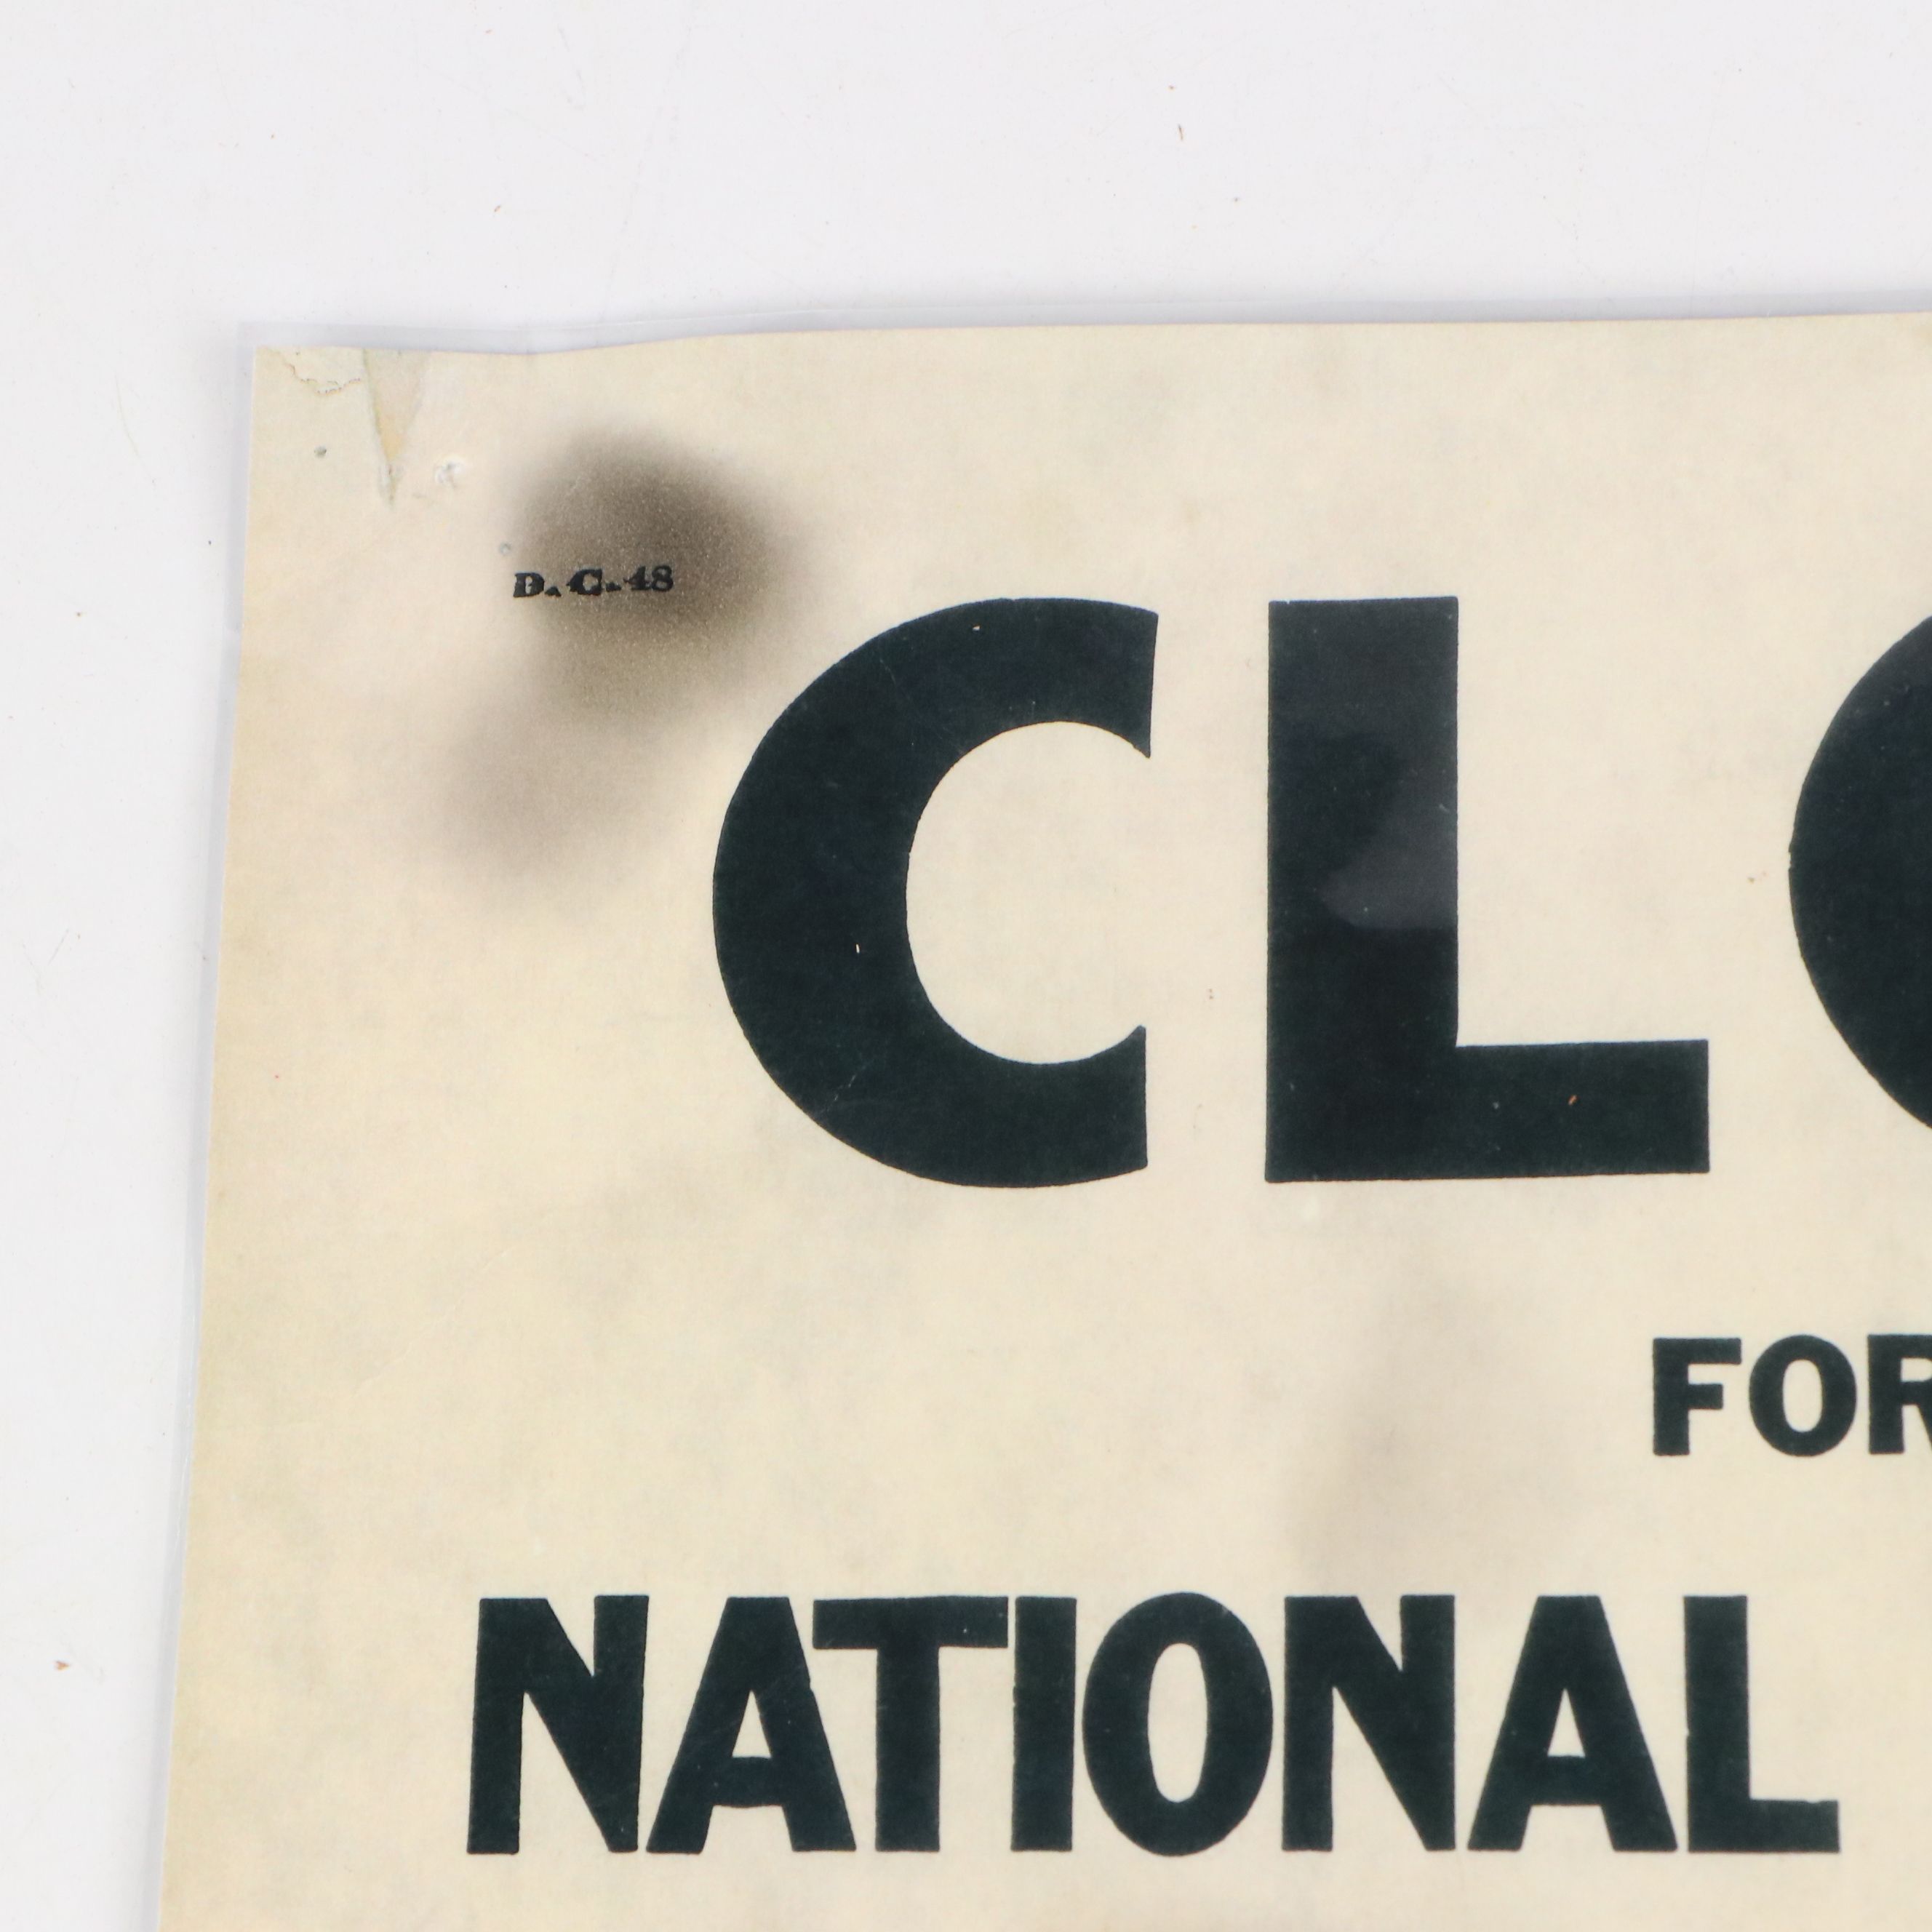 D. C. 48
CL
FOR
NATIONAL